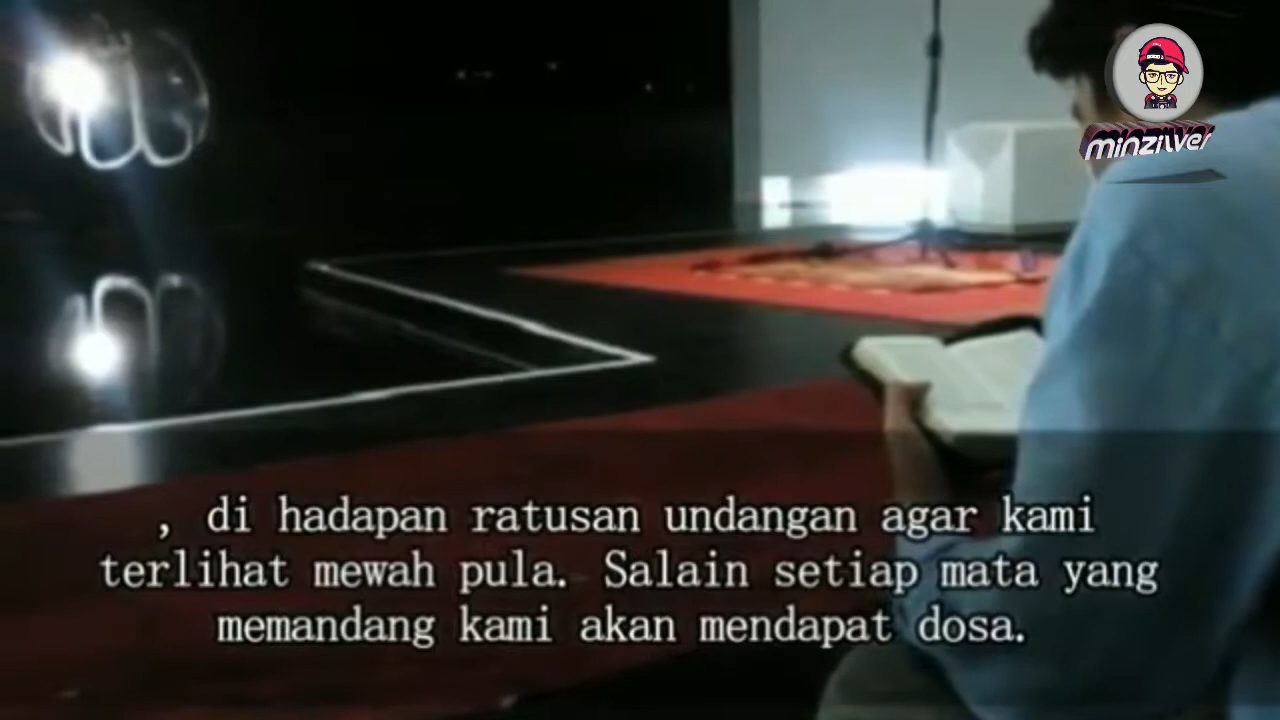 minzilver
, di hadapan ratusan undangan agar kami
terlihat mewah pula. Salain setiap mata yang
memandang kami akan mendapat dosa.